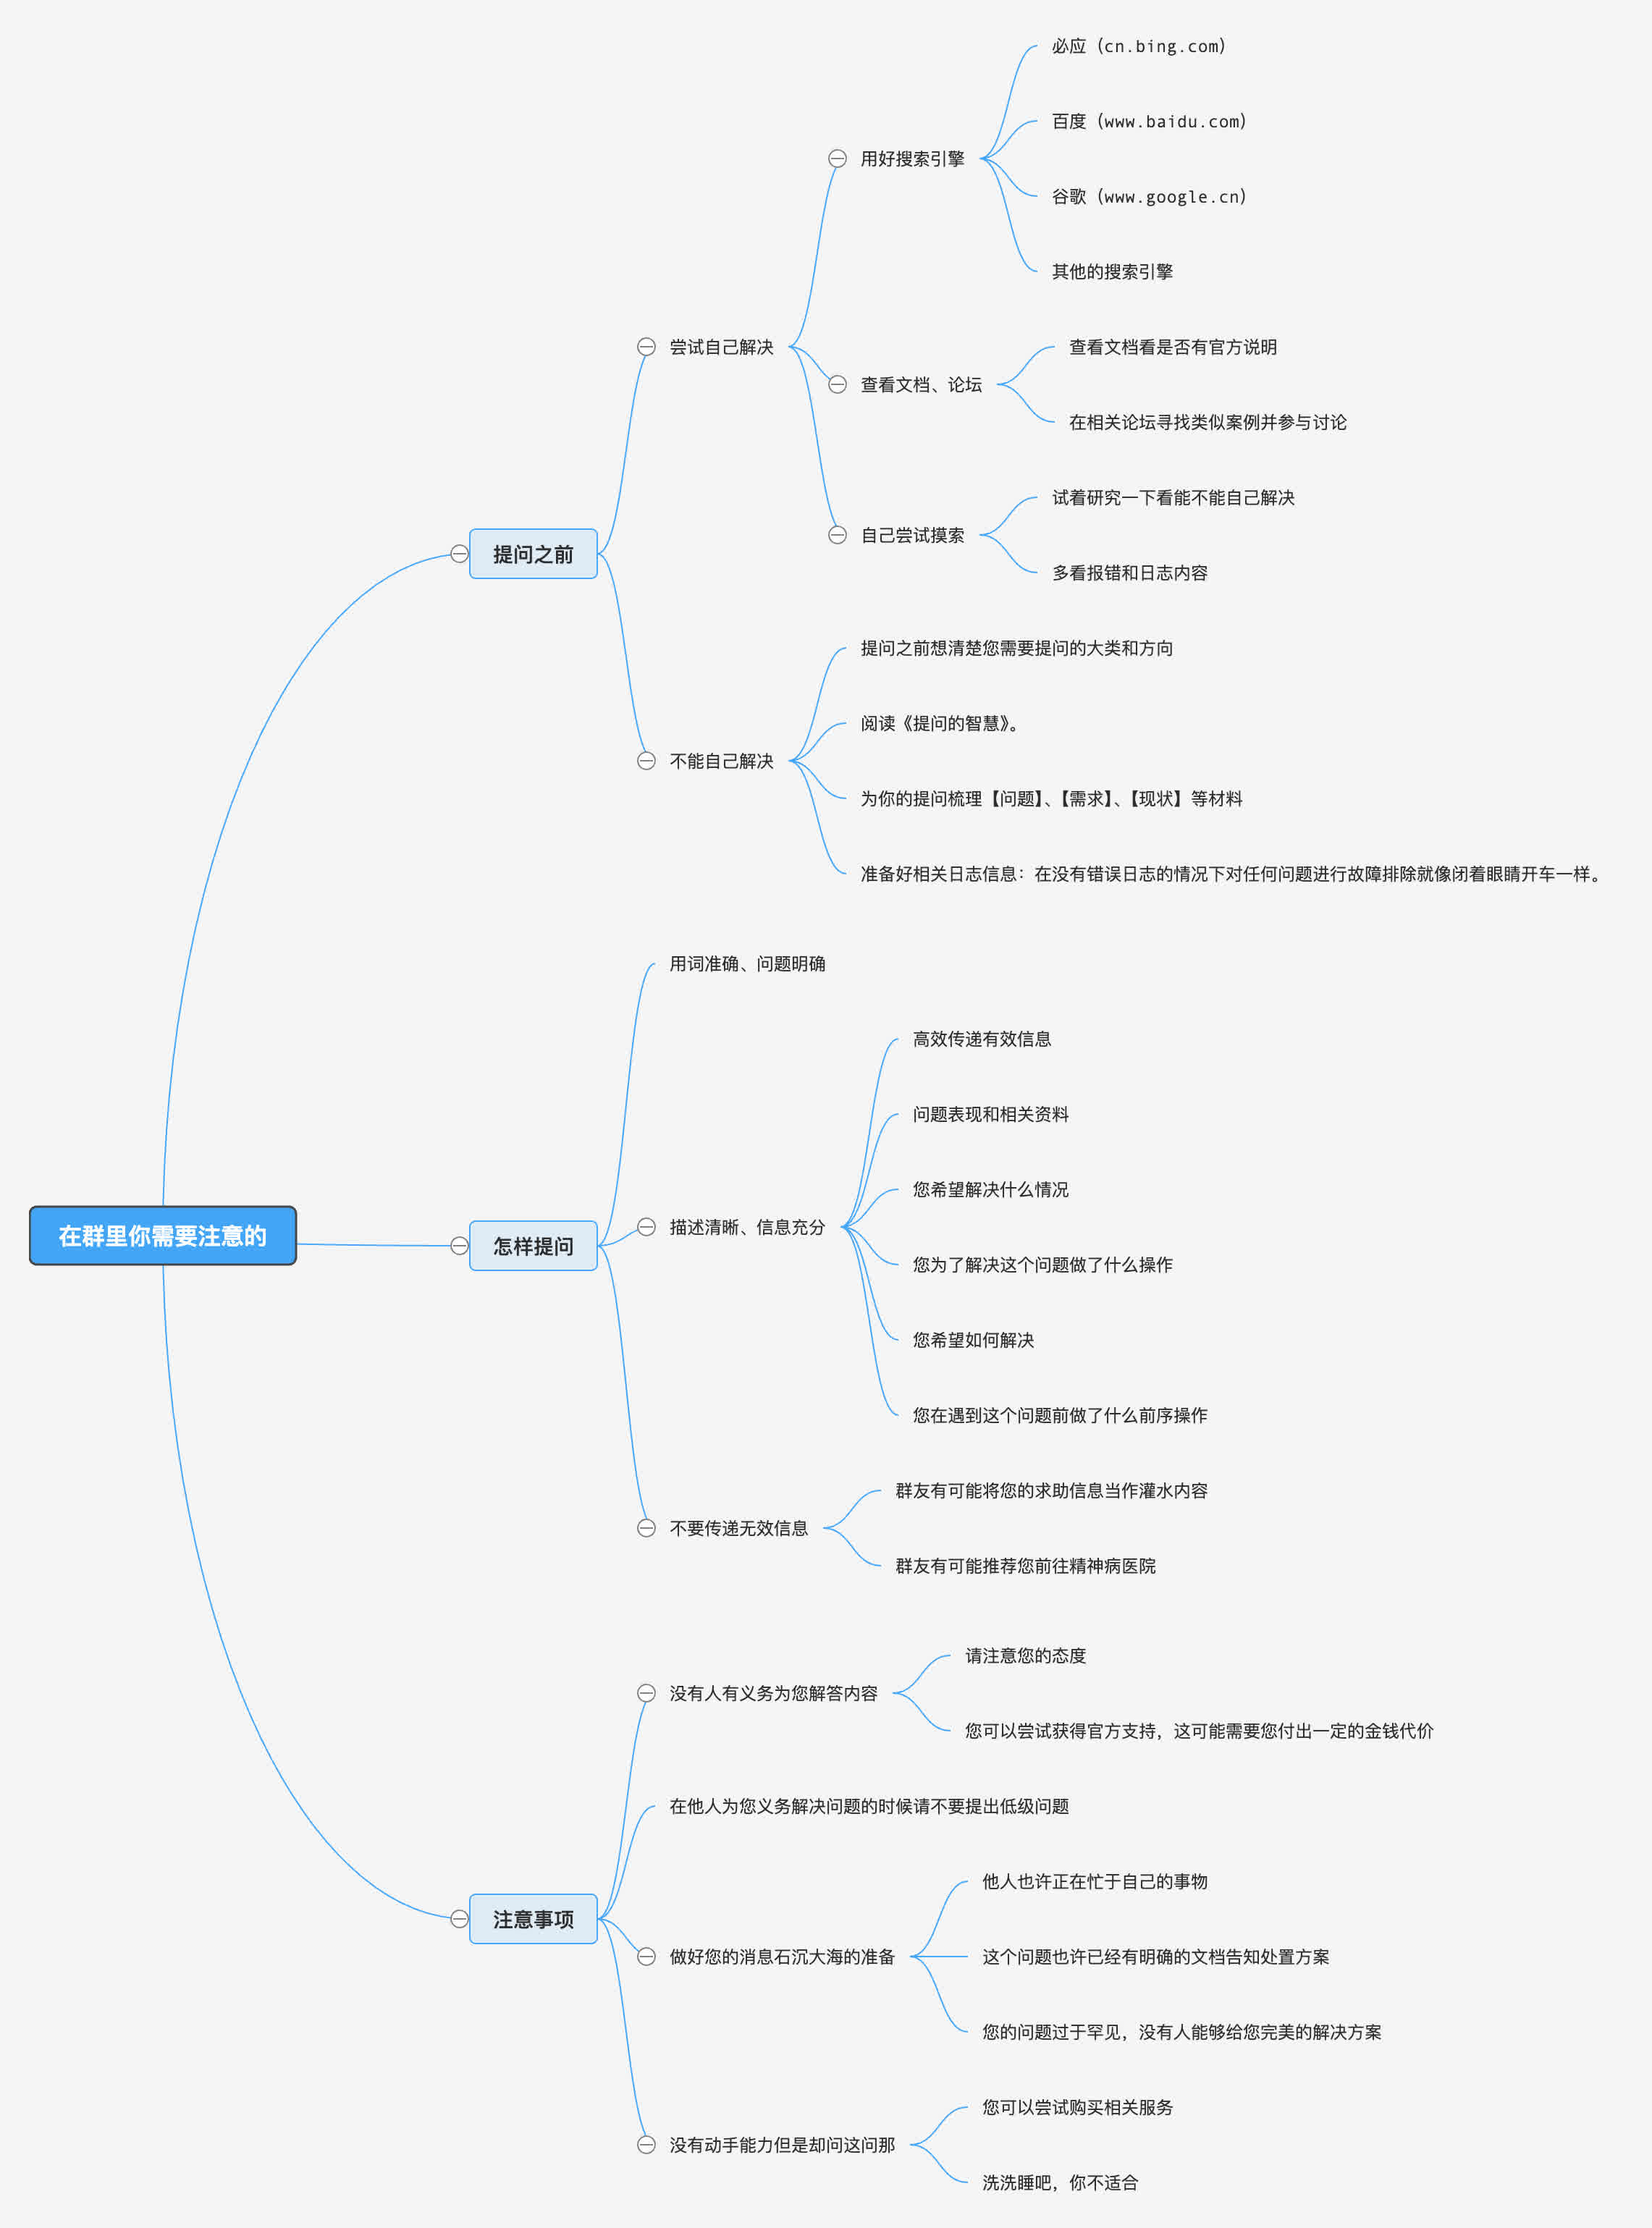 在群里你需要注意的
提问之前
尝试自己解决
用好搜索引擎
必应（cn.bing.com）
百度（www.baidu.com）
谷歌（www.google.cn）
其他的搜索引擎
查看文档、论坛
查看文档看是否有官方说明
在相关论坛寻找类似案例并参与讨论
自己尝试摸索
试着研究一下看能不能自己解决
多看报错和日志内容
不能自己解决
提问之前想清楚您需要提问的大类和方向
阅读《提问的智慧》。
为你的提问梳理【问题】、【需求】、【现状】等材料
准备好相关日志信息：在没有错误日志的情况下对任何问题进行故障排除就像闭着眼睛开车一样。
怎样提问
用词准确、问题明确
描述清晰、信息充分
高效传递有效信息
问题表现和相关资料
您希望解决什么情况
您为了解决这个问题做了什么操作
您希望如何解决
您在遇到这个问题前做了什么前序操作
不要传递无效信息
群友有可能将您的求助信息当作灌水内容
群友有可能推荐您前往精神病医院
注意事项
没有人有义务为您解答内容
请注意您的态度
您可以尝试获得官方支持，这可能需要您付出一定的金钱代价
在他人为您义务解决问题的时候请不要提出低级问题
做好您的消息石沉大海的准备
他人也许正在忙于自己的事物
这个问题也许已经有明确的文档告知处置方案
您的问题过于罕见，没有人能够给您完美的解决方案
没有动手能力但是却问这问那
您可以尝试购买相关服务
洗洗睡吧，你不适合